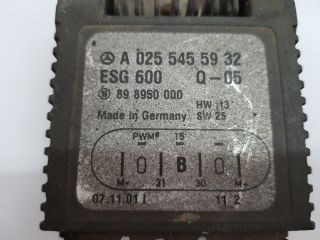 A 025 545 59 32
ESG 600 Q-05
89 8950 000
HW 13
Made in Germany SW 25
PWM# 15
0 B 0
M- 31 30 M+
07.11.01 I 11 2